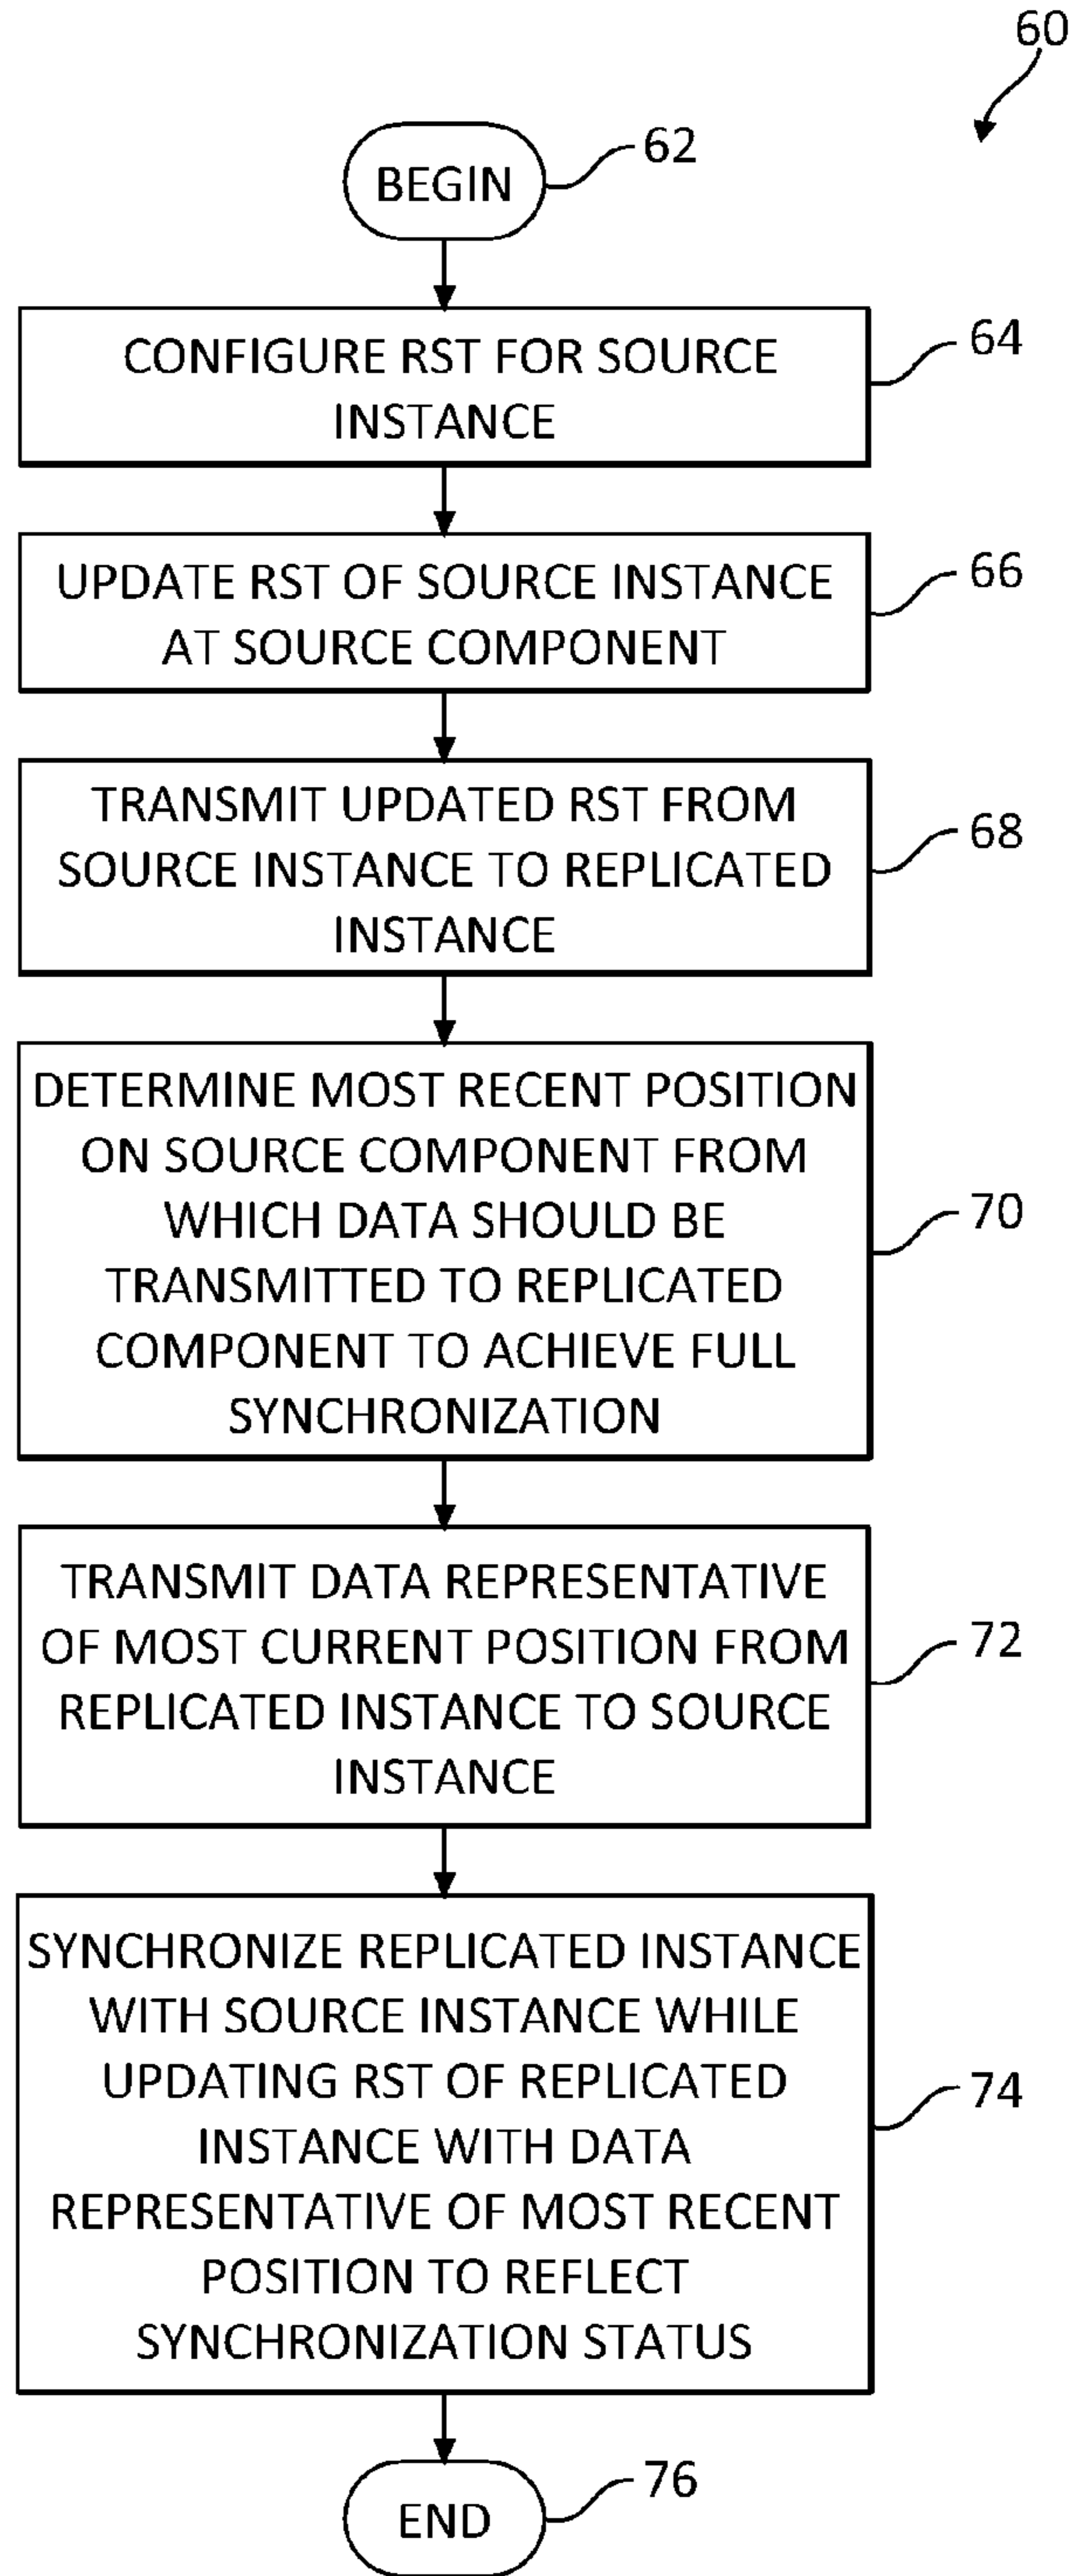 60
BEGIN
62
CONFIGURE RST FOR SOURCE
INSTANCE
64
UPDATE RST OF SOURCE INSTANCE
AT SOURCE COMPONENT
66
TRANSMIT UPDATED RST FROM
SOURCE INSTANCE TO REPLICATED
INSTANCE
68
DETERMINE MOST RECENT POSITION
ON SOURCE COMPONENT FROM
WHICH DATA SHOULD BE
TRANSMITTED TO REPLICATED
COMPONENT TO ACHIEVE FULL
SYNCHRONIZATION
70
TRANSMIT DATA REPRESENTATIVE
OF MOST CURRENT POSITION FROM
REPLICATED INSTANCE TO SOURCE
INSTANCE
72
SYNCHRONIZE REPLICATED INSTANCE
WITH SOURCE INSTANCE WHILE
UPDATING RST OF REPLICATED
INSTANCE WITH DATA
REPRESENTATIVE OF MOST RECENT
POSITION TO REFLECT
SYNCHRONIZATION STATUS
74
END
76